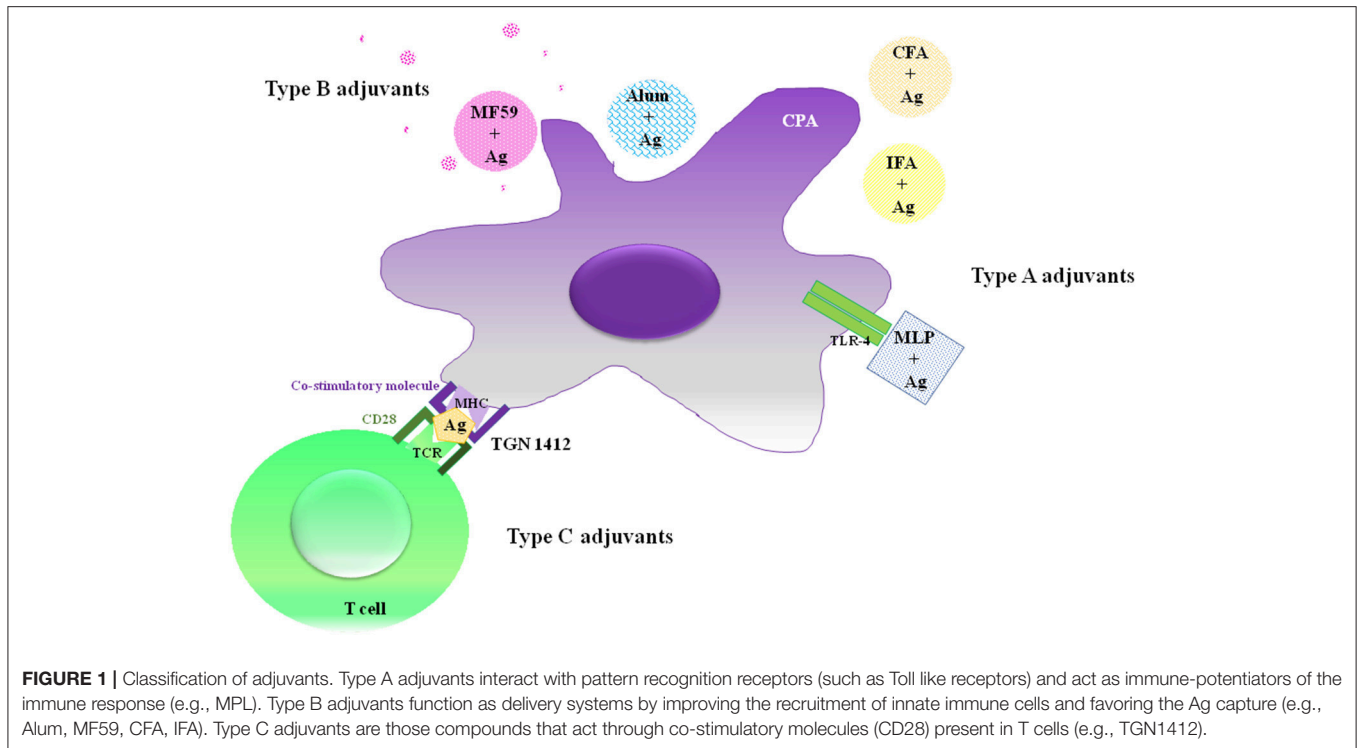 Type B adjuvants
MF59
+
Ag
Alum
+
Ag
CPA
CFA
+
Ag
IFA
+
Ag
Type A adjuvants
TLR-4
MLP
+
Ag
Co-stimulatory molecule
MHC
CD28
Ag
TCR
TGN 1412
Type C adjuvants
T cell
FIGURE 1 | Classification of adjuvants. Type A adjuvants interact with pattern recognition receptors (such as Toll like receptors) and act as immune-potentiators of the
immune response (e.g., MPL). Type B adjuvants function as delivery systems by improving the recruitment of innate immune cells and favoring the Ag capture (e.g.,
Alum, MF59, CFA, IFA). Type C adjuvants are those compounds that act through co-stimulatory molecules (CD28) present in T cells (e.g., TGN1412).